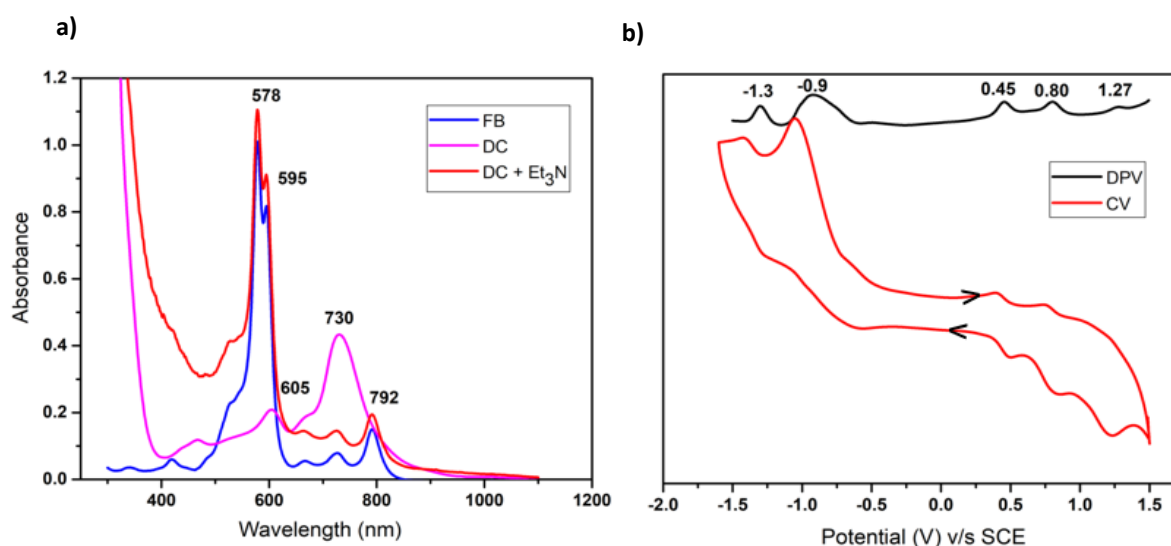 a)
1.2
1.0
0.8
0.6
0.4
0.2
0.0
Absorbance
578
595
605
730
792
FB
DC
DC + Et₃N
400 600 800 1000 1200
Wavelength (nm)
b)
-1.3 -0.9 0.45 0.80 1.27
DPV
CV
-2.0 -1.5 -1.0 -0.5 0.0 0.5 1.0 1.5
Potential (V) v/s SCE